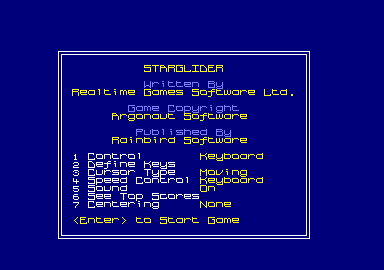 STARGLIDER
Written By
Realtime Games Software Ltd.
Game Copyright
Argonaut Software
Published By
Rainbird Software
1 Control Keyboard
2 Define Keys
3 Cursor Type Moving
4 Speed Control Keyboard
5 Sound On
6 See Top Scores
7 Centering None
<Enter> to Start Game